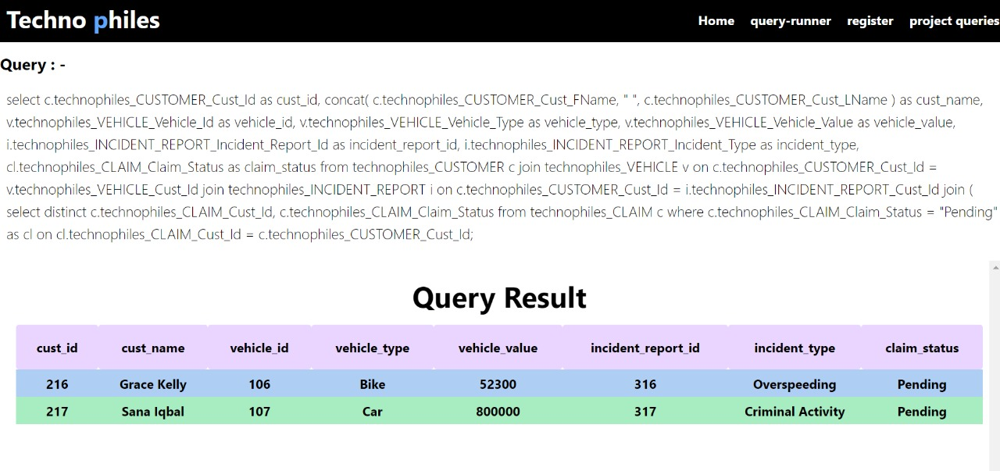 Techno philes
Home query-runner register project queries
Query : -
select c.technophiles_CUSTOMER_Cust_Id as cust_id, concat( c.technophiles_CUSTOMER_Cust_FName, " ", c.technophiles_CUSTOMER_Cust_LName ) as cust_name,
v.technophiles_VEHICLE_Vehicle_Id as vehicle_id, v.technophiles_VEHICLE_Vehicle_Type as vehicle_type, v.technophiles_VEHICLE_Vehicle_Value as vehicle_value,
i.technophiles_INCIDENT_REPORT_Incident_Report_Id as incident_report_id, i.technophiles_INCIDENT_REPORT_Incident_Type as incident_type,
cl.technophiles_CLAIM_Claim_Status as claim_status from technophiles_CUSTOMER c join technophiles_VEHICLE v on c.technophiles_CUSTOMER_Cust_Id =
v.technophiles_VEHICLE_Cust_Id join technophiles_INCIDENT_REPORT i on c.technophiles_CUSTOMER_Cust_Id = i.technophiles_INCIDENT_REPORT_Cust_Id join (
select distinct c.technophiles_CLAIM_Cust_Id, c.technophiles_CLAIM_Claim_Status from technophiles_CLAIM c where c.technophiles_CLAIM_Claim_Status = "Pending"
as cl on cl.technophiles_CLAIM_Cust_Id = c.technophiles_CUSTOMER_Cust_Id;
Query Result
cust_id cust_name vehicle_id vehicle_type vehicle_value incident_report_id incident_type claim_status
216 Grace Kelly 106 Bike 52300 316 Overspeeding Pending
217 Sana Iqbal 107 Car 800000 317 Criminal Activity Pending